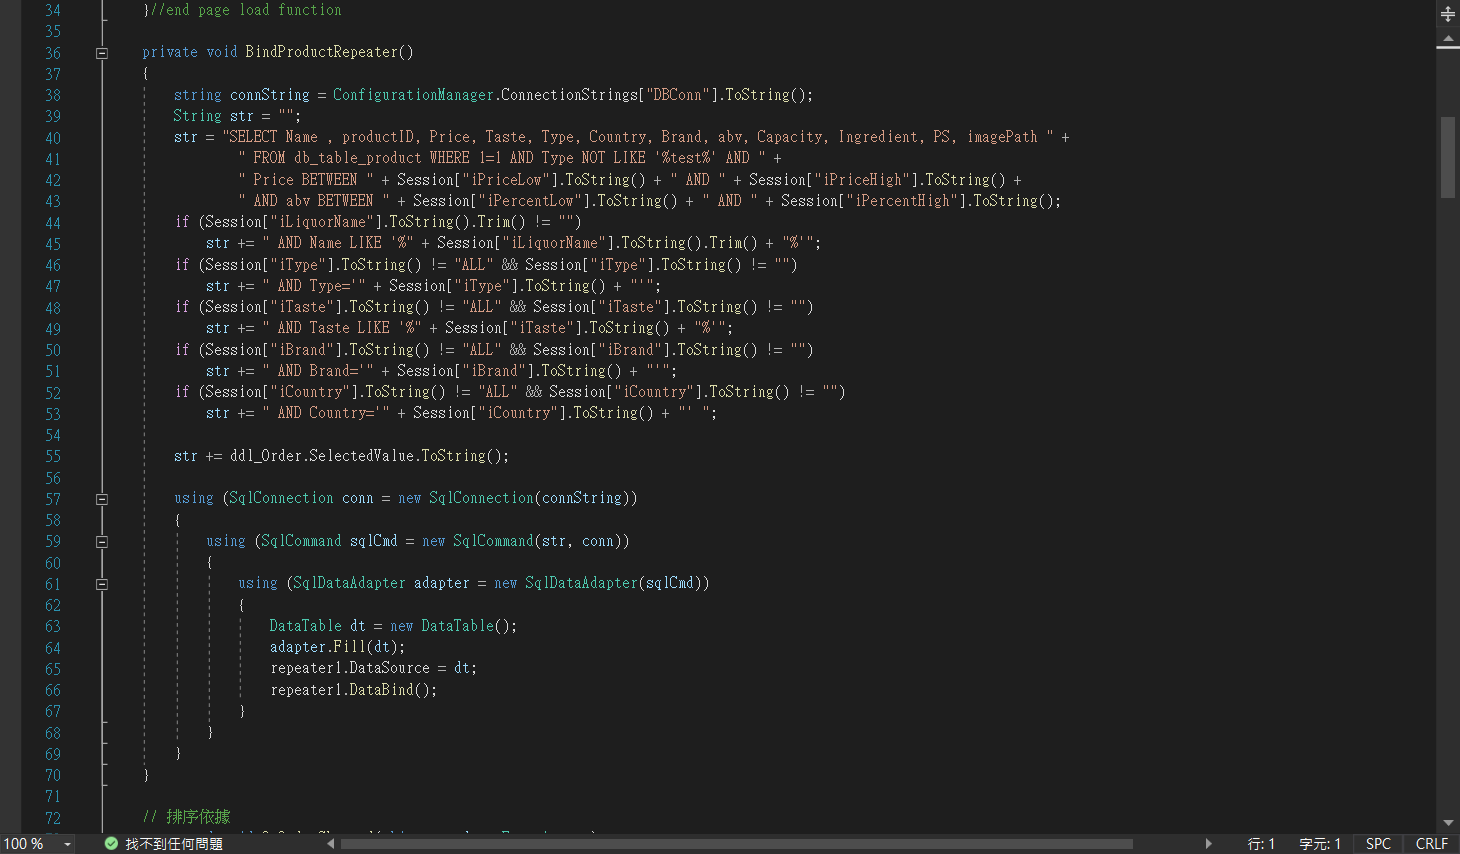 34 }//end page load function
35
36 private void BindProductRepeater()
37 {
38 string connString = ConfigurationManager.ConnectionStrings["DBConn"].ToString();
39 String str = "";
40 str = "SELECT Name , productID, Price, Taste, Type, Country, Brand, abv, Capacity, Ingredient, PS, imagePath " +
41 " FROM db_table_product WHERE 1=1 AND Type NOT LIKE '%test%' AND " +
42 " Price BETWEEN " + Session["iPriceLow"].ToString() + " AND " + Session["iPriceHigh"].ToString() +
43 " AND abv BETWEEN " + Session["iPercentLow"].ToString() + " AND " + Session["iPercentHigh"].ToString();
44 if (Session["iLiquorName"].ToString().Trim() != "")
45 str += " AND Name LIKE '%" + Session["iLiquorName"].ToString().Trim() + "%'";
46 if (Session["iType"].ToString() != "ALL" && Session["iType"].ToString() != "")
47 str += " AND Type='" + Session["iType"].ToString() + "'";
48 if (Session["iTaste"].ToString() != "ALL" && Session["iTaste"].ToString() != "")
49 str += " AND Taste LIKE '%" + Session["iTaste"].ToString() + "%'";
50 if (Session["iBrand"].ToString() != "ALL" && Session["iBrand"].ToString() != "")
51 str += " AND Brand='" + Session["iBrand"].ToString() + "'";
52 if (Session["iCountry"].ToString() != "ALL" && Session["iCountry"].ToString() != "")
53 str += " AND Country='" + Session["iCountry"].ToString() + "' ";
54
55 str += ddl_Order.SelectedValue.ToString();
56
57 using (SqlConnection conn = new SqlConnection(connString))
58 {
59 using (SqlCommand sqlCmd = new SqlCommand(str, conn))
60 {
61 using (SqlDataAdapter adapter = new SqlDataAdapter(sqlCmd))
62 {
63 DataTable dt = new DataTable();
64 adapter.Fill(dt);
65 repeater1.DataSource = dt;
66 repeater1.DataBind();
67 }
68 }
69 }
70 }
71
72 // 排序依據
100 % 找不到任何問題 行: 1 字元: 1 SPC CRLF